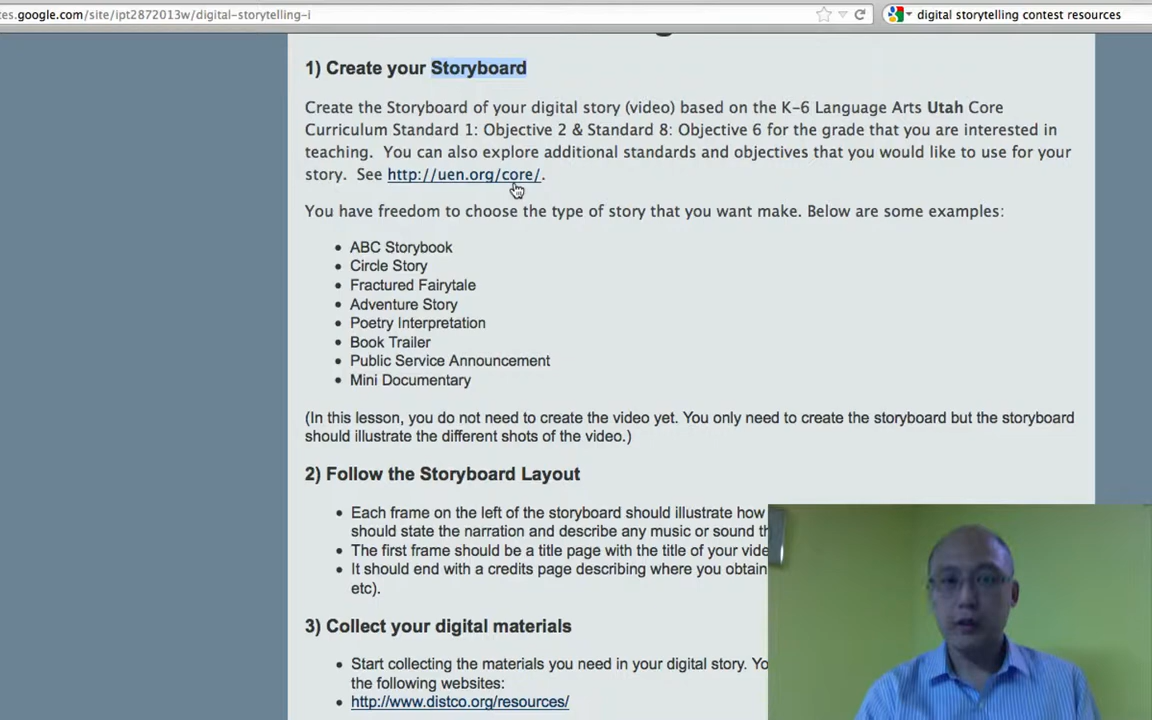 es.google.com/site/ipt2872013w/digital-storytelling-i
digital storytelling contest resources
1) Create your Storyboard
Create the Storyboard of your digital story (video) based on the K-6 Language Arts Utah Core
Curriculum Standard 1: Objective 2 & Standard 8: Objective 6 for the grade that you are interested in
teaching. You can also explore additional standards and objectives that you would like to use for your
story. See http://uen.org/core/.
You have freedom to choose the type of story that you want make. Below are some examples:
• ABC Storybook
• Circle Story
• Fractured Fairytale
• Adventure Story
• Poetry Interpretation
• Book Trailer
• Public Service Announcement
• Mini Documentary
(In this lesson, you do not need to create the video yet. You only need to create the storyboard but the storyboard
should illustrate the different shots of the video.)
2) Follow the Storyboard Layout
• Each frame on the left of the storyboard should illustrate how
should state the narration and describe any music or sound th
• The first frame should be a title page with the title of your vide
• It should end with a credits page describing where you obtain
etc).
3) Collect your digital materials
• Start collecting the materials you need in your digital story. Yo
the following websites:
• http://www.distco.org/resources/